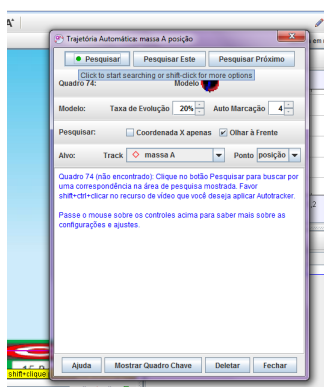 Trajetória Automática: massa A posição
Pesquisar Pesquisar Este Pesquisar Próximo
Click to start searching or shift-click for more options
Quadro 74: Modelo
Modelo: Taxa de Evolução 20% Auto Marcação 4
Pesquisar: Coordenada X apenas Olhar à Frente
Alvo: Track massa A Ponto posição
Quadro 74 (não encontrado): Clique no botão Pesquisar para buscar por
uma correspondência na área de pesquisa mostrada. Favor
shift+ctrl+clicar no recurso de vídeo que você deseja aplicar Autotracker.
Passe o mouse sobre os controles acima para saber mais sobre as
configurações e ajustes.
shift+clique
Ajuda Mostrar Quadro Chave Deletar Fechar